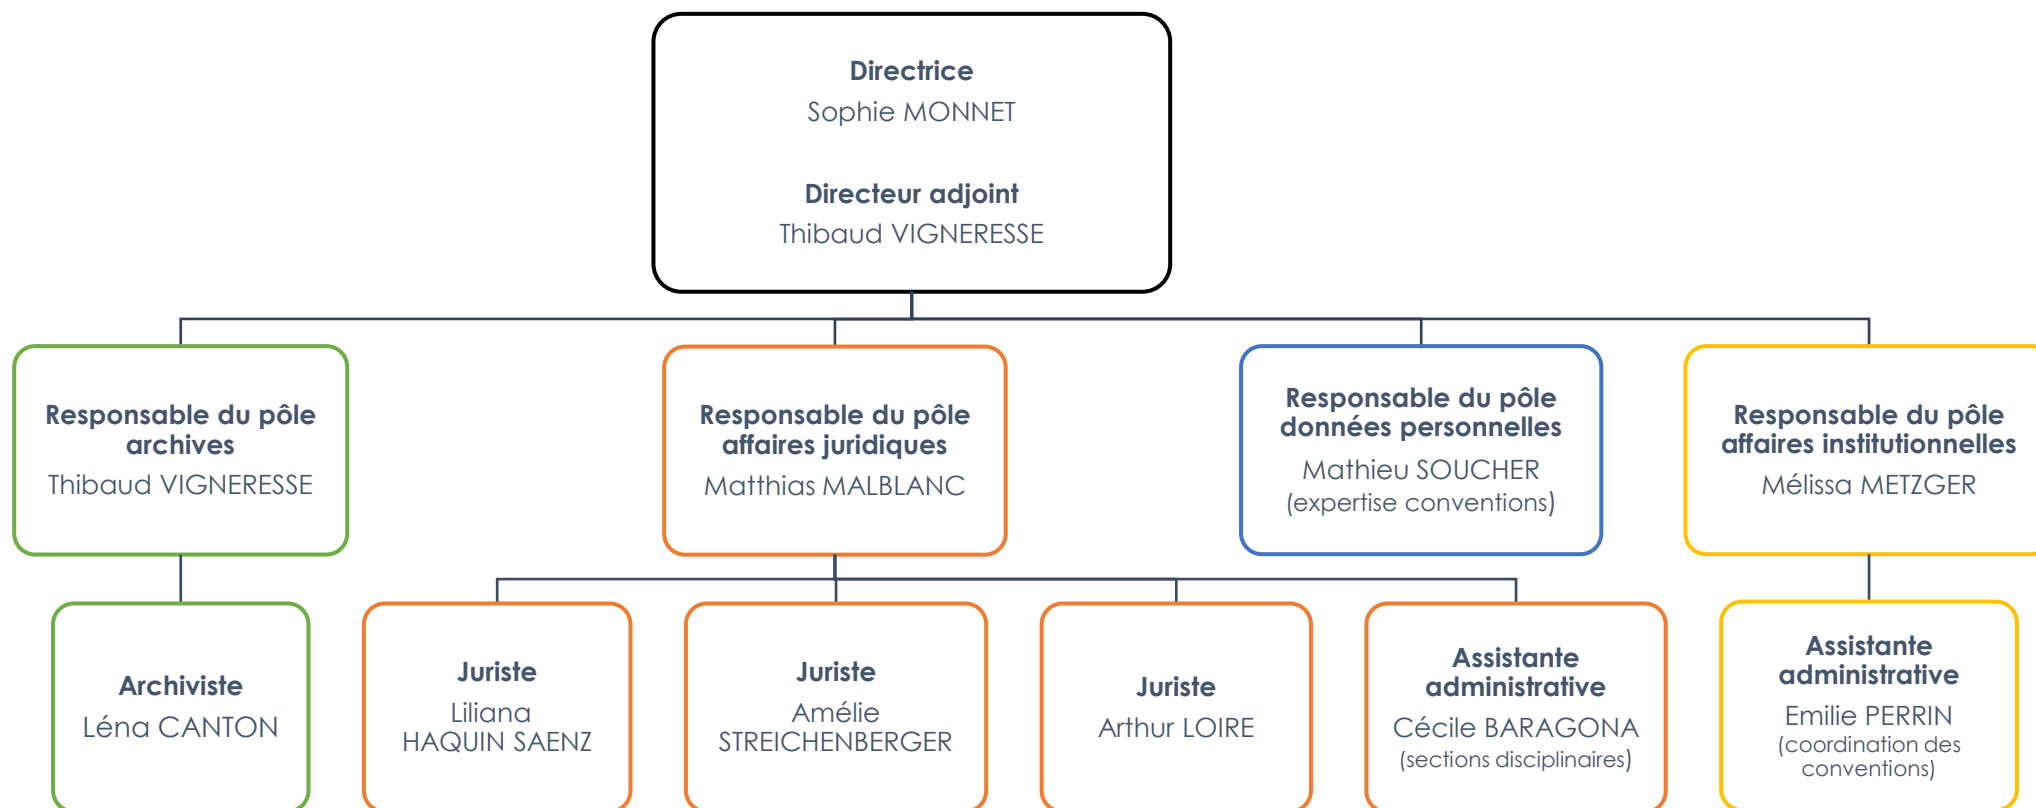 Directrice
Sophie MONNET
Directeur adjoint
Thibaud VIGNERESSE
Responsable du pôle
archives
Thibaud VIGNERESSE
Responsable du pôle
affaires juridiques
Matthias MALBLANC
Responsable du pôle
données personnelles
Mathieu SOUCHER
(expertise conventions)
Responsable du pôle
affaires institutionnelles
Mélissa METZGER
Archiviste
Léna CANTON
Juriste
Liliana
HAQUIN SAENZ
Juriste
Amélie
STREICHENBERGER
Juriste
Arthur LOIRE
Assistante
administrative
Cécile BARAGONA
(sections disciplinaires)
Assistante
administrative
Emilie PERRIN
(coordination des
conventions)